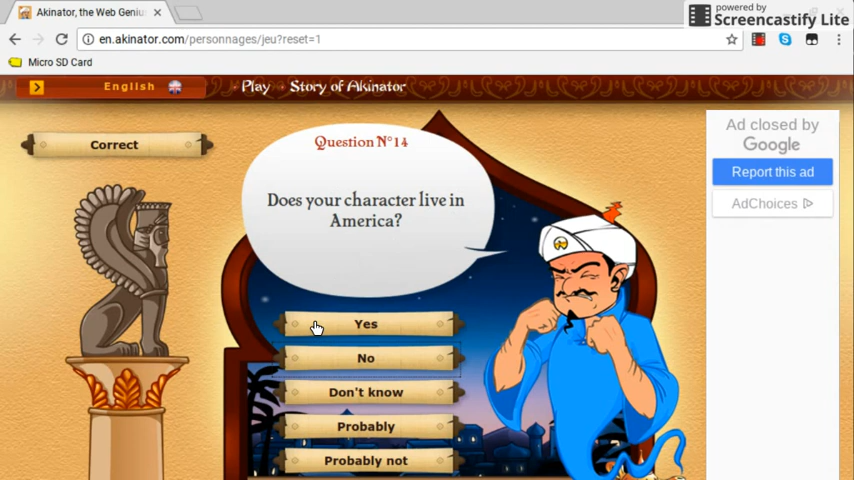 powered by
Screencastify Lite
Akinator, the Web Geniu
en.akinator.com/personnages/jeu?reset=1
Micro SD Card
English
Play
Story of Akinator
Correct
Question N°14
Does your character live in
America?
Yes
No
Don't know
Probably
Probably not
Ad closed by
Google
Report this ad
AdChoices